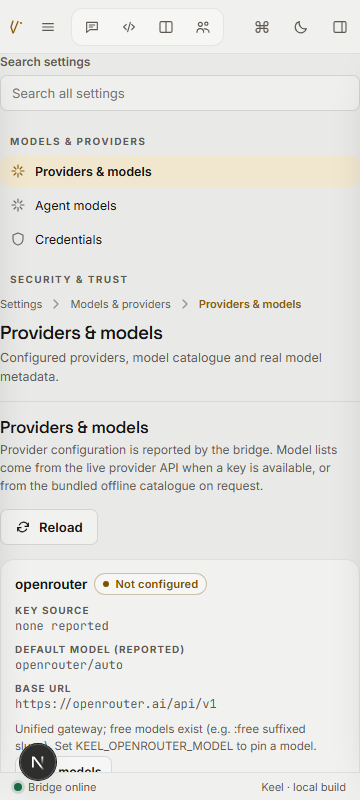 Search settings
Search all settings
MODELS & PROVIDERS
Providers & models
Agent models
Credentials
SECURITY & TRUST
Settings > Models & providers > Providers & models
Providers & models
Configured providers, model catalogue and real model
metadata.
Providers & models
Provider configuration is reported by the bridge. Model lists
come from the live provider API when a key is available, or
from the bundled offline catalogue on request.
Reload
openrouter Not configured
KEY SOURCE
none reported
DEFAULT MODEL (REPORTED)
openrouter/auto
BASE URL
https://openrouter.ai/api/v1
Unified gateway; free models exist (e.g. :free suffixed
Set KEEL_OPENROUTER_MODEL to pin a model.
models
N
Bridge online
Keel · local build